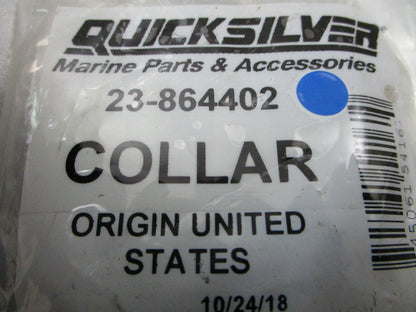 QUICKSILVER
Marine Parts & Accessories
23-864402
COLLAR
ORIGIN UNITED
STATES
10/24/18